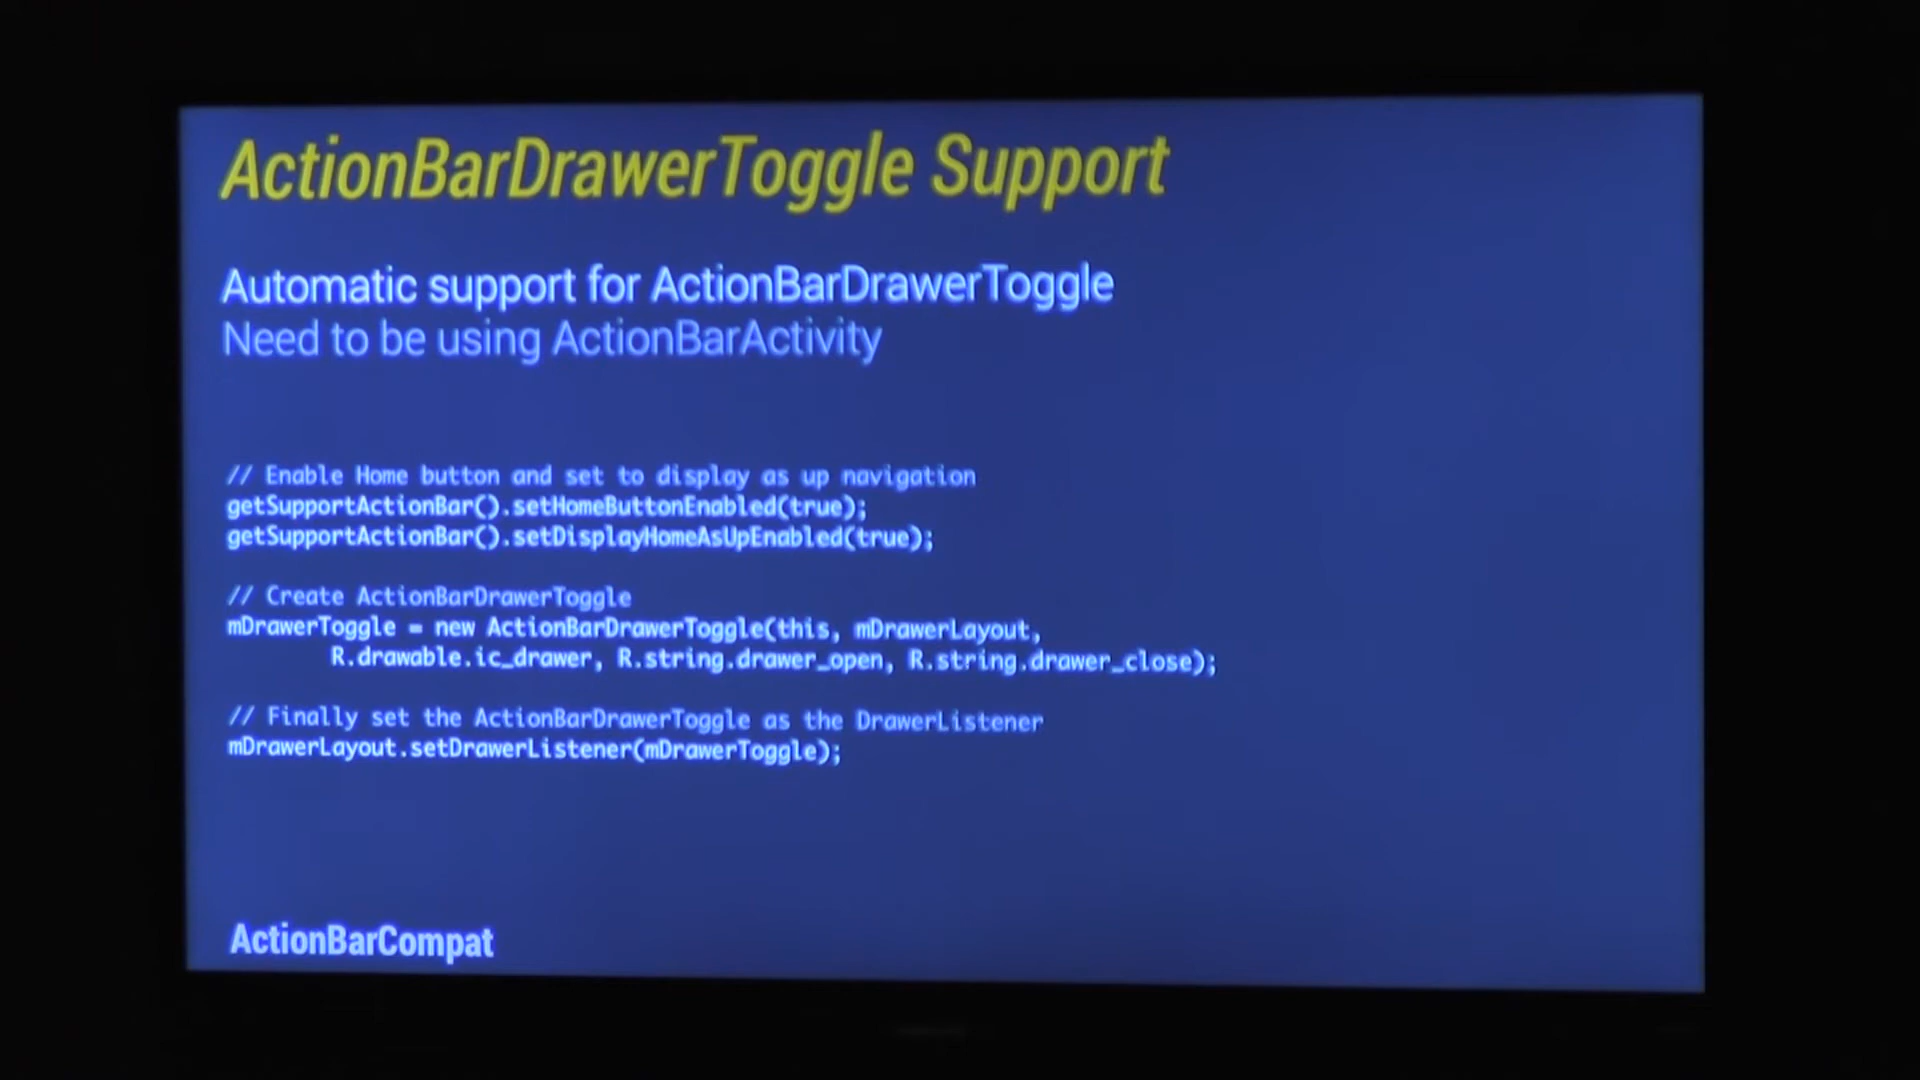 ActionBarDrawerToggle Support
Automatic support for ActionBarDrawerToggle
Need to be using ActionBarActivity
// Enable Home button and set to display as up navigation
getSupportActionBar().setHomeButtonEnabled(true);
getSupportActionBar().setDisplayHomeAsUpEnabled(true);
// Create ActionBarDrawerToggle
mDrawerToggle = new ActionBarDrawerToggle(this, mDrawerLayout,
R.drawable.ic_drawer, R.string.drawer_open, R.string.drawer_close);
// Finally set the ActionBarDrawerToggle as the DrawerListener
mDrawerLayout.setDrawerListener(mDrawerToggle);
ActionBarCompat